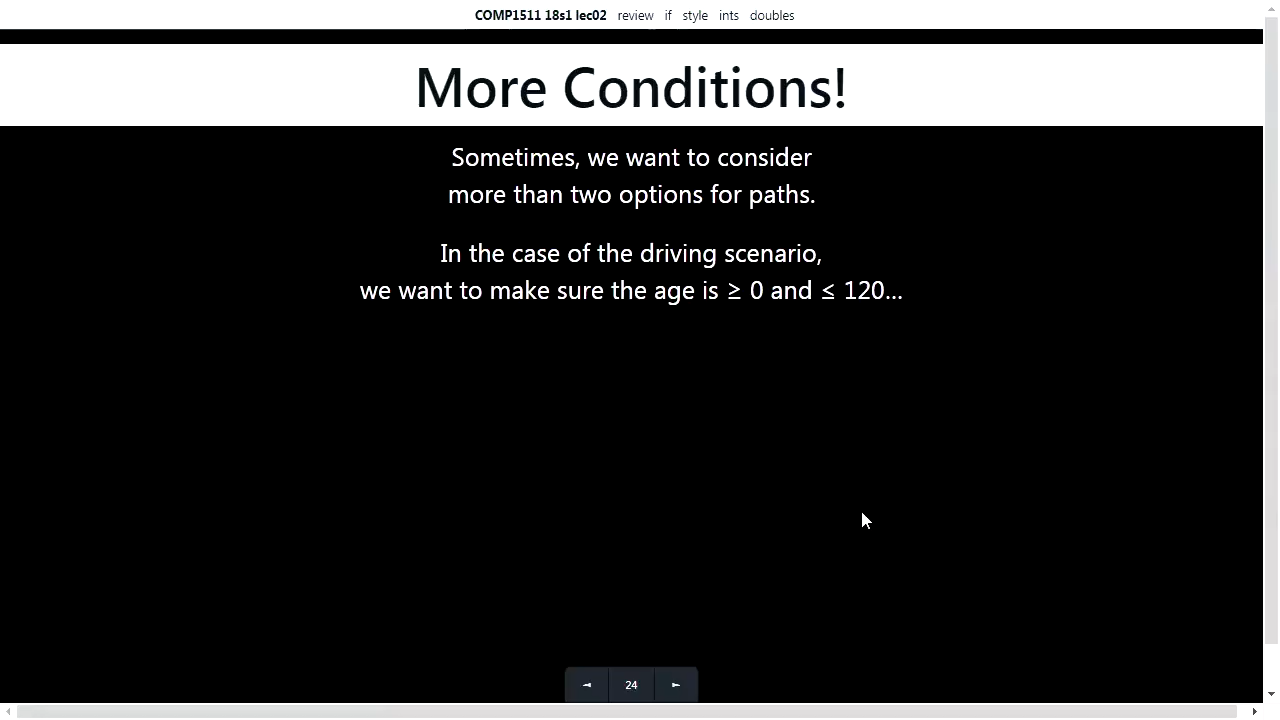 COMP1511 18s1 lec02 review if style ints doubles
More Conditions!
Sometimes, we want to consider
more than two options for paths.
In the case of the driving scenario,
we want to make sure the age is ≥ 0 and ≤ 120...
24